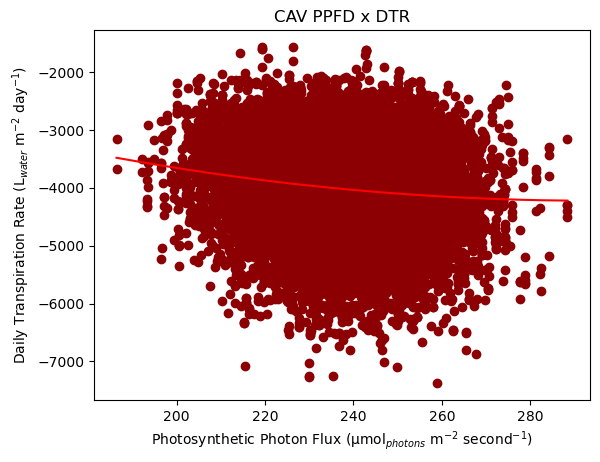 CAV PPFD x DTR
Daily Transpiration Rate (L_water m⁻² day⁻¹)
−2000
−3000
−4000
−5000
−6000
−7000
200 220 240 260 280
Photosynthetic Photon Flux (μmol_photons m⁻² second⁻¹)